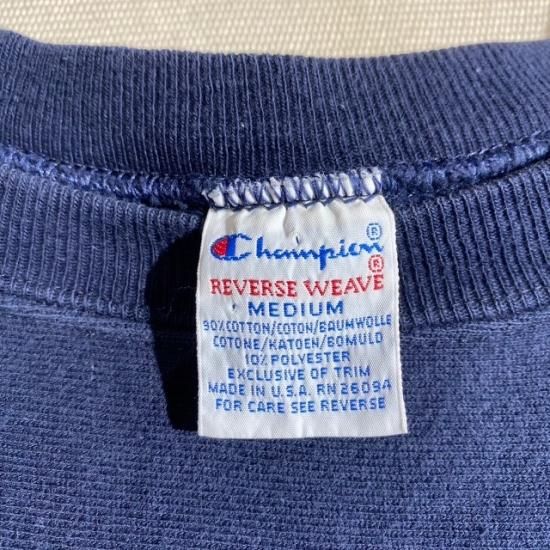 Champion®
REVERSE WEAVE®
MEDIUM
90% COTTON/COTON/BAUMWOLLE
COTONE/KATOEN/BOMULD
10% POLYESTER
EXCLUSIVE OF TRIM
MADE IN U.S.A. RN 26094
FOR CARE SEE REVERSE